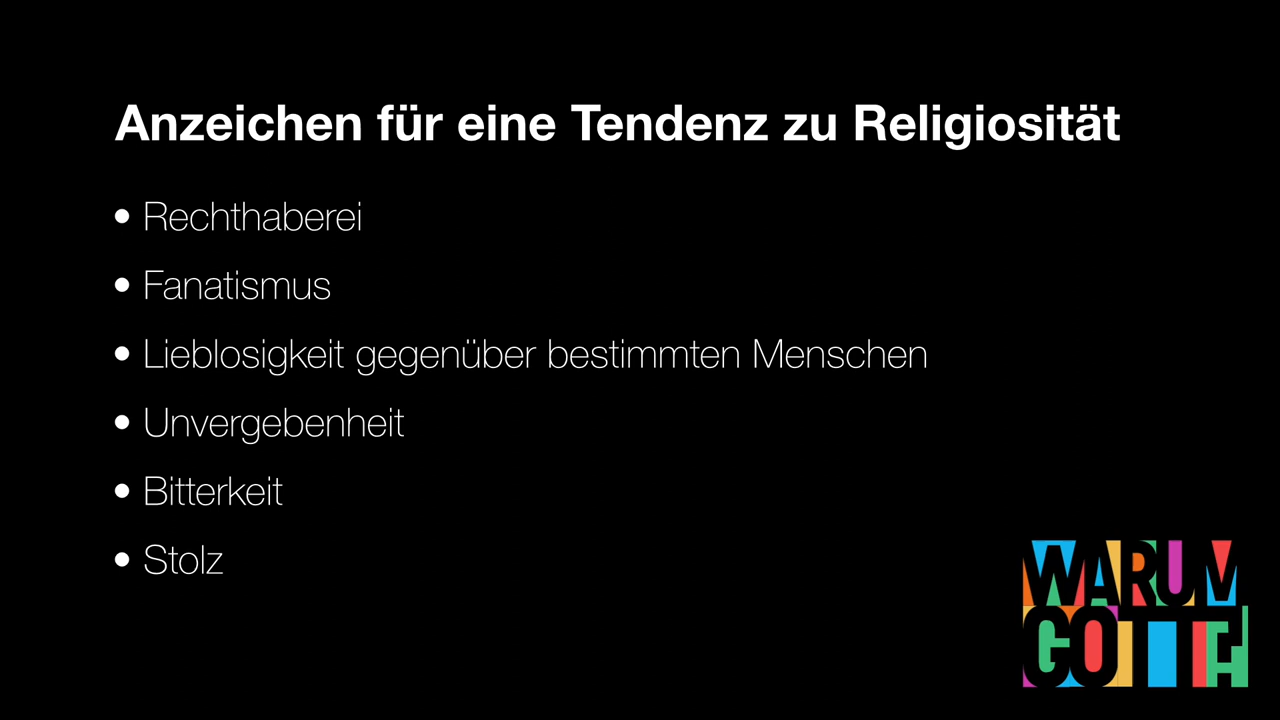 Anzeichen für eine Tendenz zu Religiosität
• Rechthaberei
• Fanatismus
• Lieblosigkeit gegenüber bestimmten Menschen
• Unvergebenheit
• Bitterkeit
• Stolz
WARUM
GOTT?